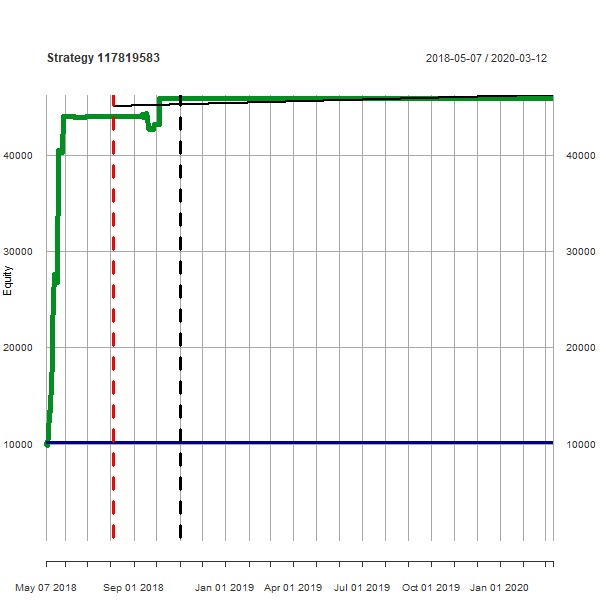 Strategy 117819583
2018-05-07 / 2020-03-12
40000
40000
30000
30000
Equity
20000
20000
10000
10000
May 07 2018
Sep 01 2018
Jan 01 2019
Apr 01 2019
Jul 01 2019
Oct 01 2019
Jan 01 2020